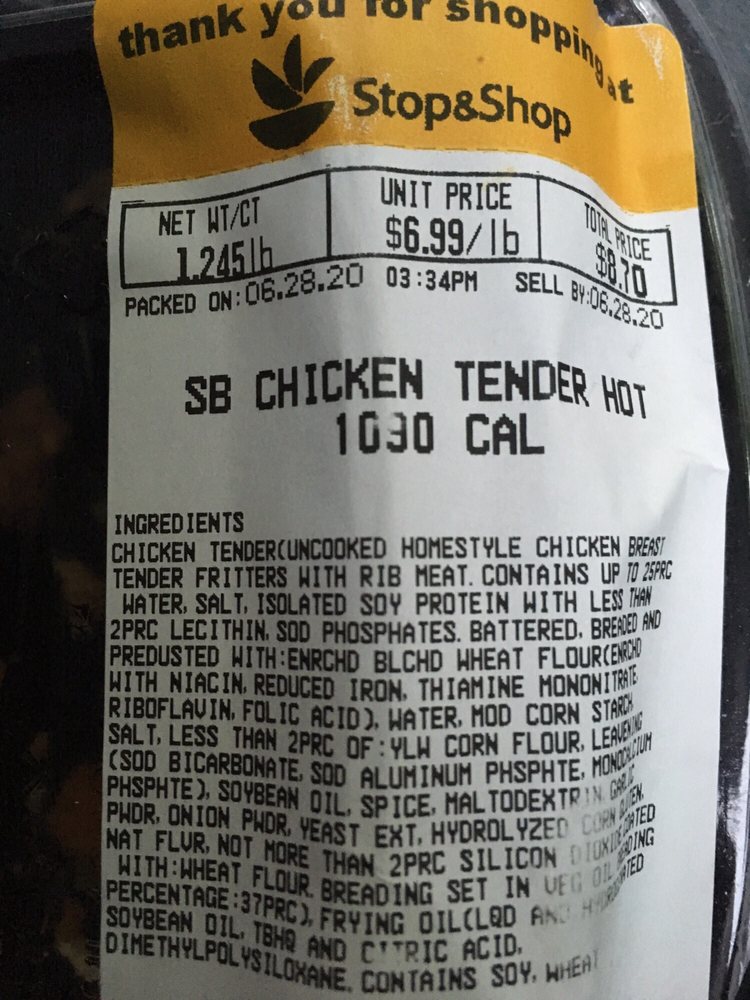 thank you for shopping at
Stop&Shop
NET WT/CT UNIT PRICE TOTAL PRICE
1.245lb $6.99/lb $8.70
PACKED ON:06.28.20 03:34PM SELL BY:06.28.20
SB CHICKEN TENDER HOT
1030 CAL
INGREDIENTS
CHICKEN TENDER(UNCOOKED HOMESTYLE CHICKEN BREAST
TENDER FRITTERS WITH RIB MEAT. CONTAINS UP TO 25PRC
WATER, SALT, ISOLATED SOY PROTEIN WITH LESS THAN
2PRC LECITHIN, SOD PHOSPHATES. BATTERED, BREADED AND
PREDUSTED WITH:ENRCHD BLCHD WHEAT FLOUR(ENRCHD
WITH NIACIN, REDUCED IRON, THIAMINE MONONITRATE,
RIBOFLAVIN, FOLIC ACID), WATER, MOD CORN STARCH,
SALT, LESS THAN 2PRC OF:YLW CORN FLOUR, LEAVENING
(SOD BICARBONATE, SOD ALUMINUM PHSPHTE, MONOCALCIUM
PHSPHTE), SOYBEAN OIL, SPICE, MALTODEXTRIN, GARLIC
PWDR, ONION PWDR, YEAST EXT, HYDROLYZED CORN GLUTEN,
NAT FLVR, NOT MORE THAN 2PRC SILICON DIOXIDE.
WITH:WHEAT FLOUR. BREADING SET IN VEG OIL
PERCENTAGE:37PRC), FRYING OIL(LQD AND HYDROGENATED
SOYBEAN OIL, TBHQ AND CITRIC ACID,
DIMETHYLPOLYSILOXANE. CONTAINS SOY, WHEAT